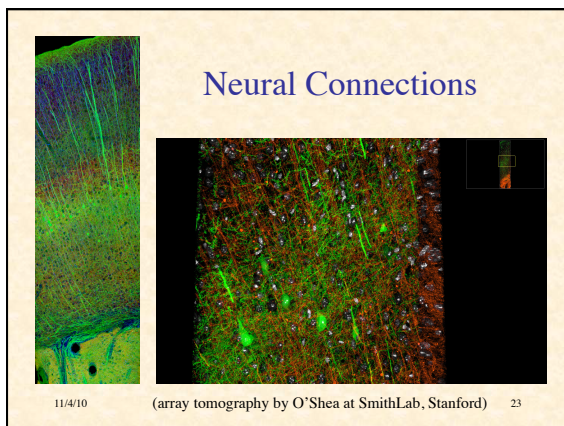 Neural Connections
11/4/10 (array tomography by O'Shea at SmithLab, Stanford) 23